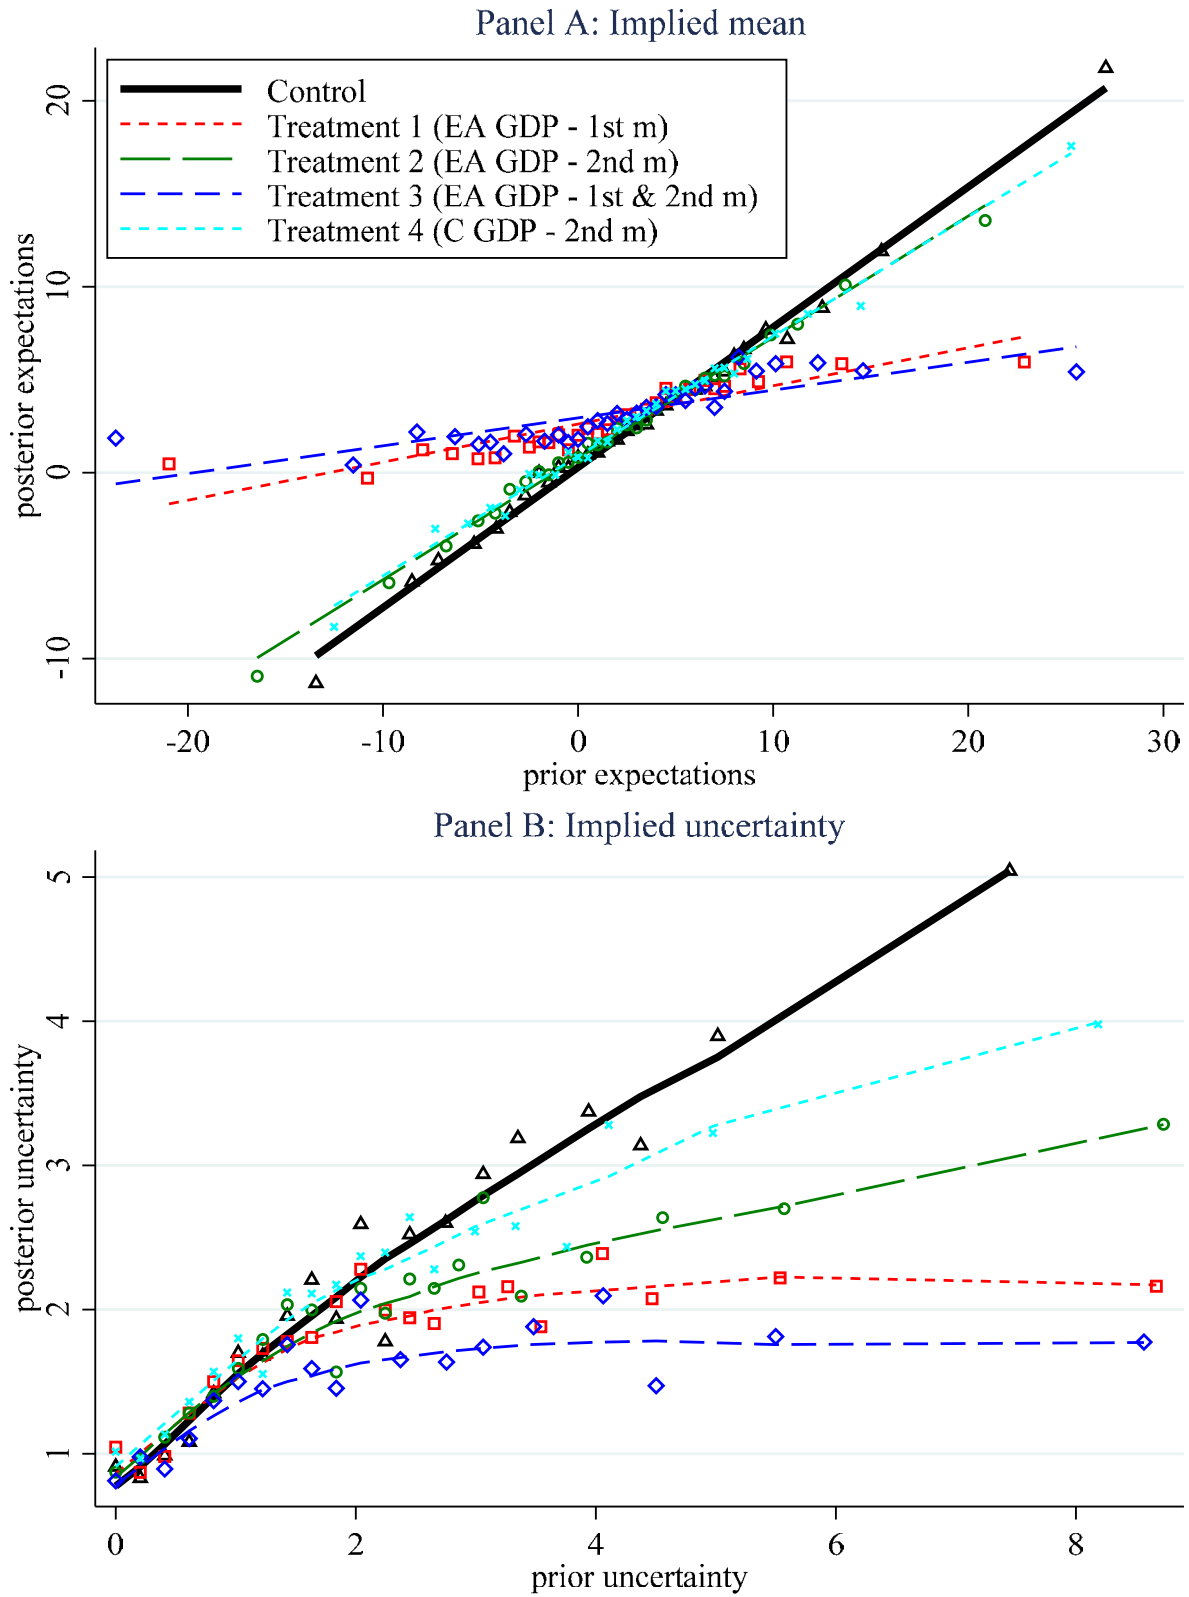 Panel A: Implied mean
Control
Treatment 1 (EA GDP - 1st m)
Treatment 2 (EA GDP - 2nd m)
Treatment 3 (EA GDP - 1st & 2nd m)
Treatment 4 (C GDP - 2nd m)
posterior expectations
20
10
0
-10
-20 -10 0 10 20 30
prior expectations
Panel B: Implied uncertainty
posterior uncertainty
5
4
3
2
1
0 2 4 6 8
prior uncertainty